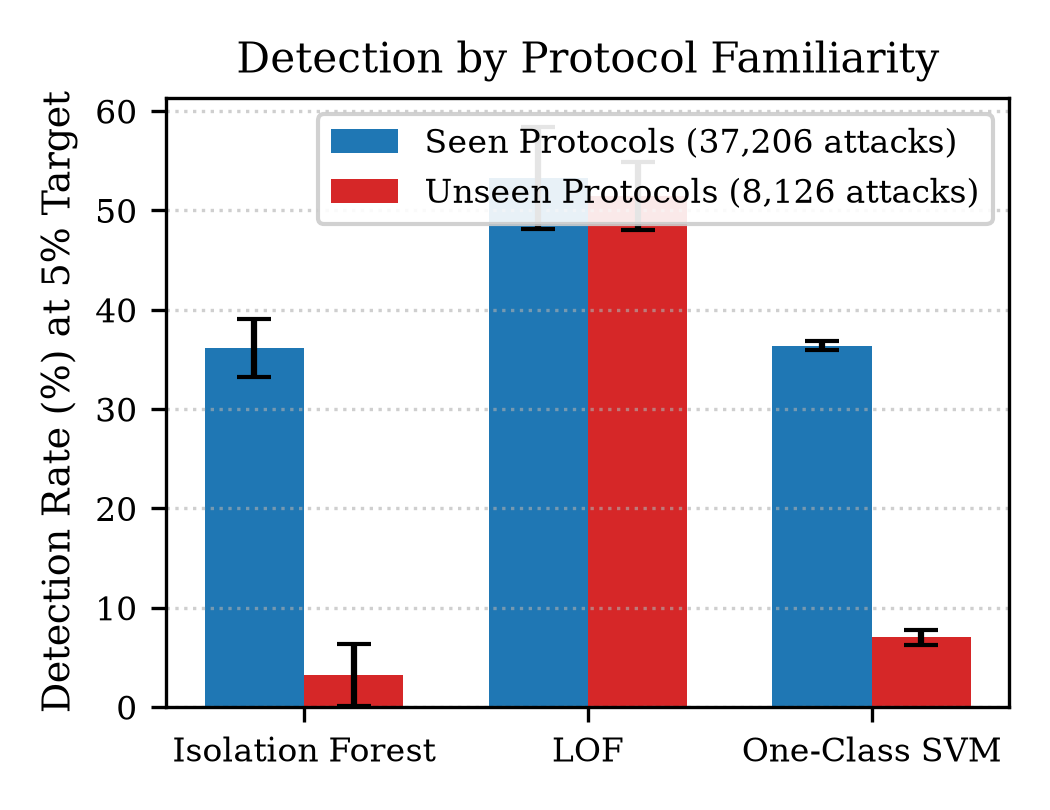 Detection by Protocol Familiarity
Detection Rate (%) at 5% Target
60
50
40
30
20
10
0
Seen Protocols (37,206 attacks)
Unseen Protocols (8,126 attacks)
Isolation Forest
LOF
One-Class SVM